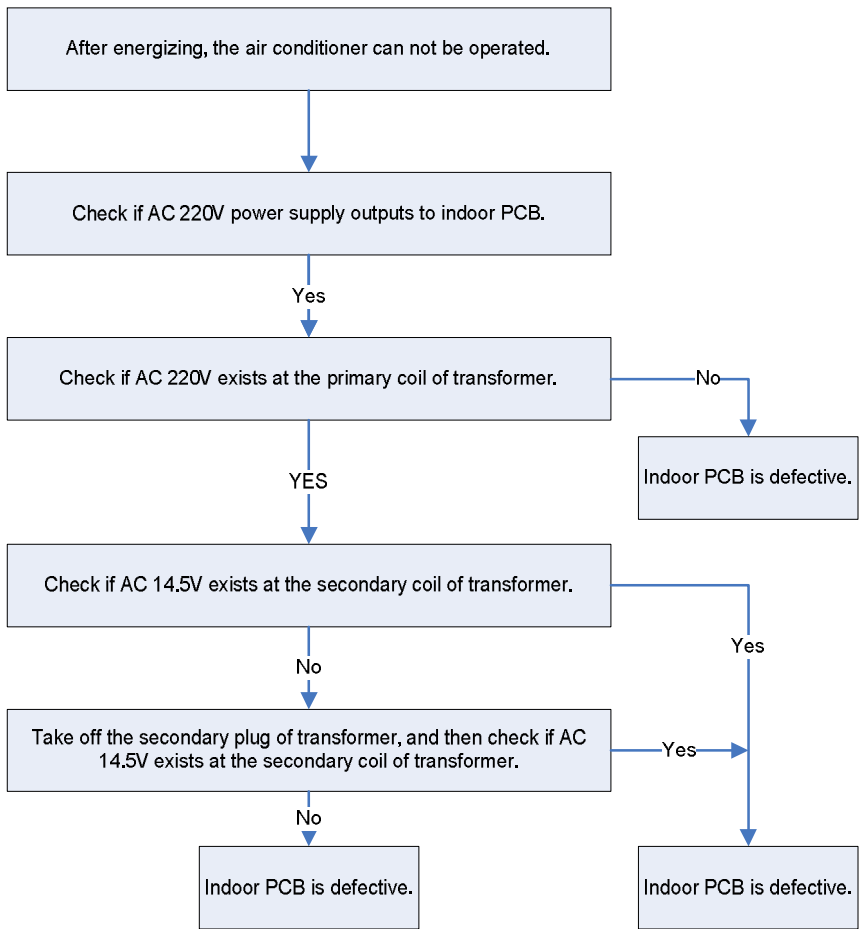 After energizing, the air conditioner can not be operated.
Check if AC 220V power supply outputs to indoor PCB.
Yes
Check if AC 220V exists at the primary coil of transformer.
No
Indoor PCB is defective.
YES
Check if AC 14.5V exists at the secondary coil of transformer.
Yes
No
Take off the secondary plug of transformer, and then check if AC
14.5V exists at the secondary coil of transformer.
Yes
No
Indoor PCB is defective.
Indoor PCB is defective.